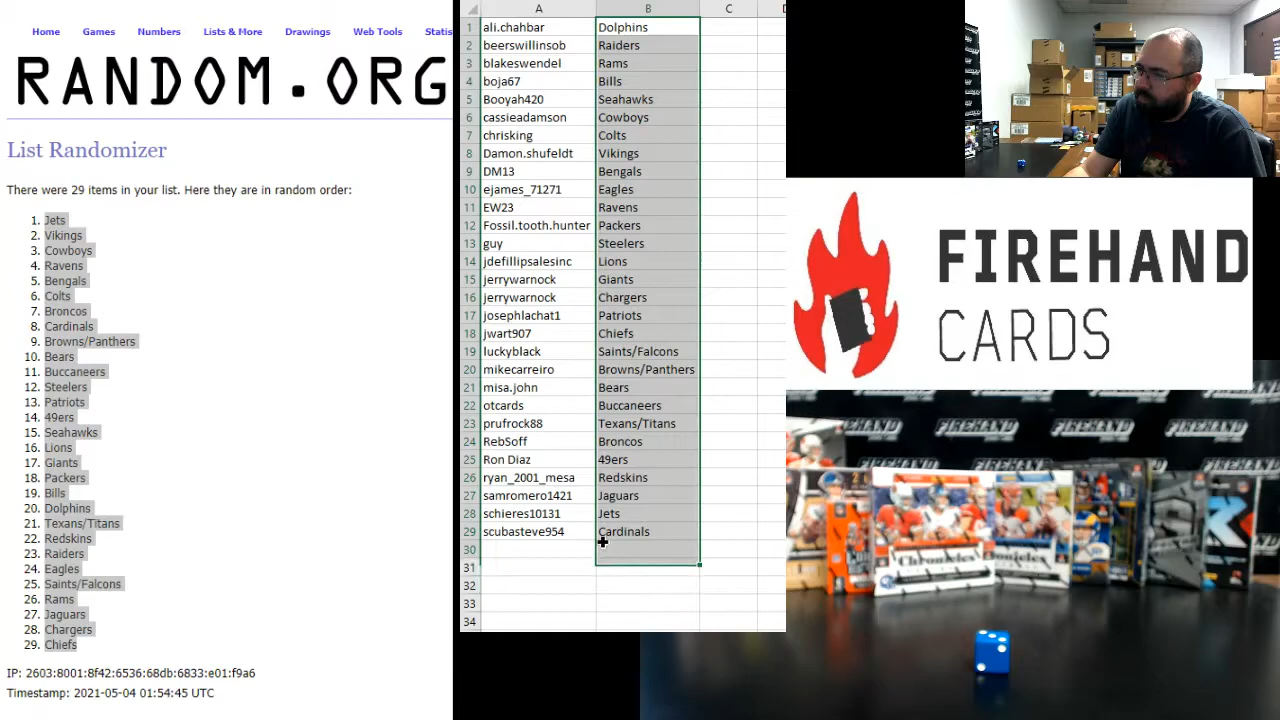 Home Games Numbers Lists & More Drawings Web Tools Statis
RANDOM.ORG
List Randomizer
There were 29 items in your list. Here they are in random order:
1. Jets
2. Vikings
3. Cowboys
4. Ravens
5. Bengals
6. Colts
7. Broncos
8. Cardinals
9. Browns/Panthers
10. Bears
11. Buccaneers
12. Steelers
13. Patriots
14. 49ers
15. Seahawks
16. Lions
17. Giants
18. Packers
19. Bills
20. Dolphins
21. Texans/Titans
22. Redskins
23. Raiders
24. Eagles
25. Saints/Falcons
26. Rams
27. Jaguars
28. Chargers
29. Chiefs
IP: 2603:8001:8f42:6536:68db:6833:e01:f9a6
Timestamp: 2021-05-04 01:54:45 UTC
A B C D
1 ali.chahbar Dolphins
2 beerswillinsob Raiders
3 blakeswendel Rams
4 boja67 Bills
5 Booyah420 Seahawks
6 cassieadamson Cowboys
7 chrisking Colts
8 Damon.shufeldt Vikings
9 DM13 Bengals
10 ejames_71271 Eagles
11 EW23 Ravens
12 Fossil.tooth.hunter Packers
13 guy Steelers
14 jdefillipsalesinc Lions
15 jerrywarnock Giants
16 jerrywarnock Chargers
17 josephlachat1 Patriots
18 jwart907 Chiefs
19 luckyblack Saints/Falcons
20 mikecarreiro Browns/Panthers
21 misa.john Bears
22 otcards Buccaneers
23 prufrock88 Texans/Titans
24 RebSoff Broncos
25 Ron Diaz 49ers
26 ryan_2001_mesa Redskins
27 samromero1421 Jaguars
28 schieres10131 Jets
29 scubasteve954 Cardinals
30
31
32
33
34
FIREHAND
CARDS
FIREHAND
Chronicles